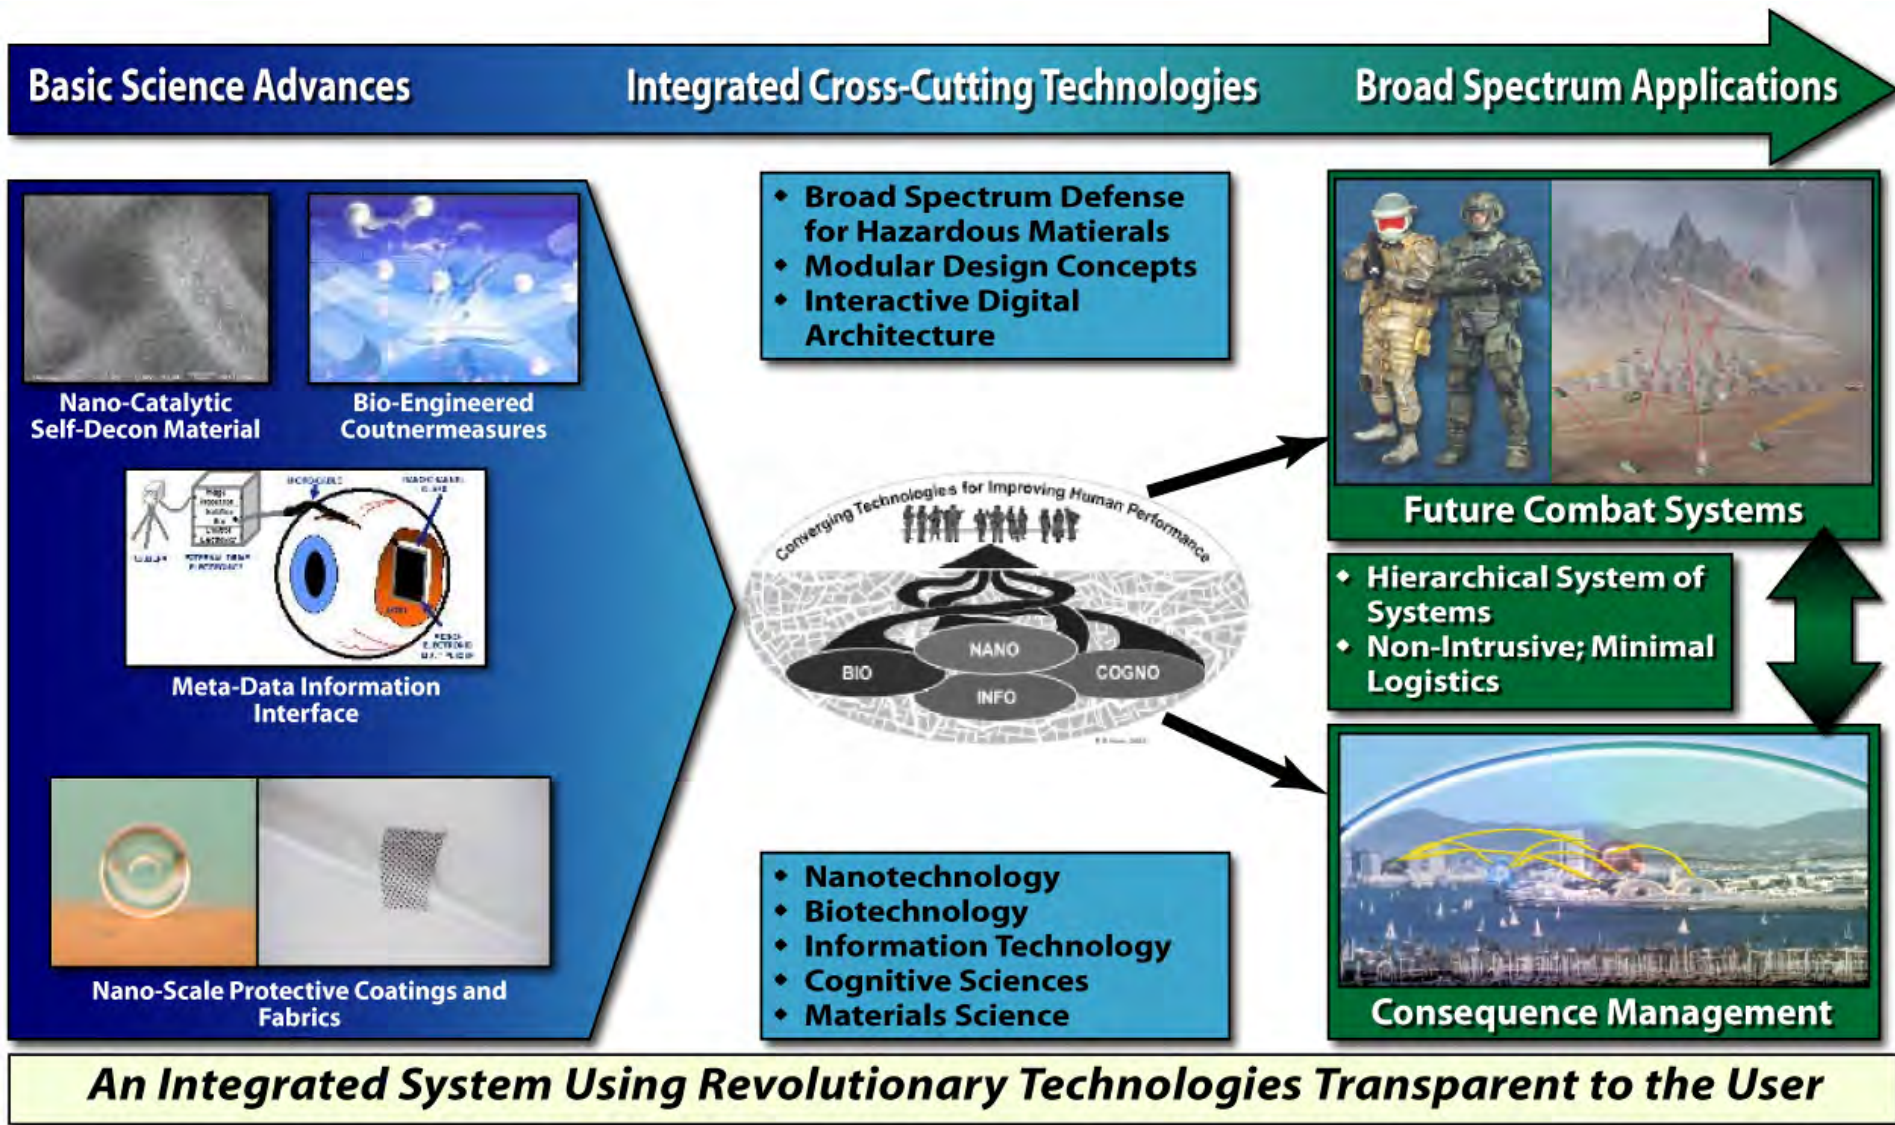 Basic Science Advances
Integrated Cross-Cutting Technologies
Broad Spectrum Applications
Nano-Catalytic
Self-Decon Material
Bio-Engineered
Coutnermeasures
Meta-Data Information
Interface
Nano-Scale Protective Coatings and
Fabrics
◆ Broad Spectrum Defense
for Hazardous Matierals
◆ Modular Design Concepts
◆ Interactive Digital
Architecture
Converging Technologies for Improving Human Performance
NANO
BIO
COGNO
INFO
◆ Nanotechnology
◆ Biotechnology
◆ Information Technology
◆ Cognitive Sciences
◆ Materials Science
Future Combat Systems
◆ Hierarchical System of
Systems
◆ Non-Intrusive; Minimal
Logistics
Consequence Management
An Integrated System Using Revolutionary Technologies Transparent to the User